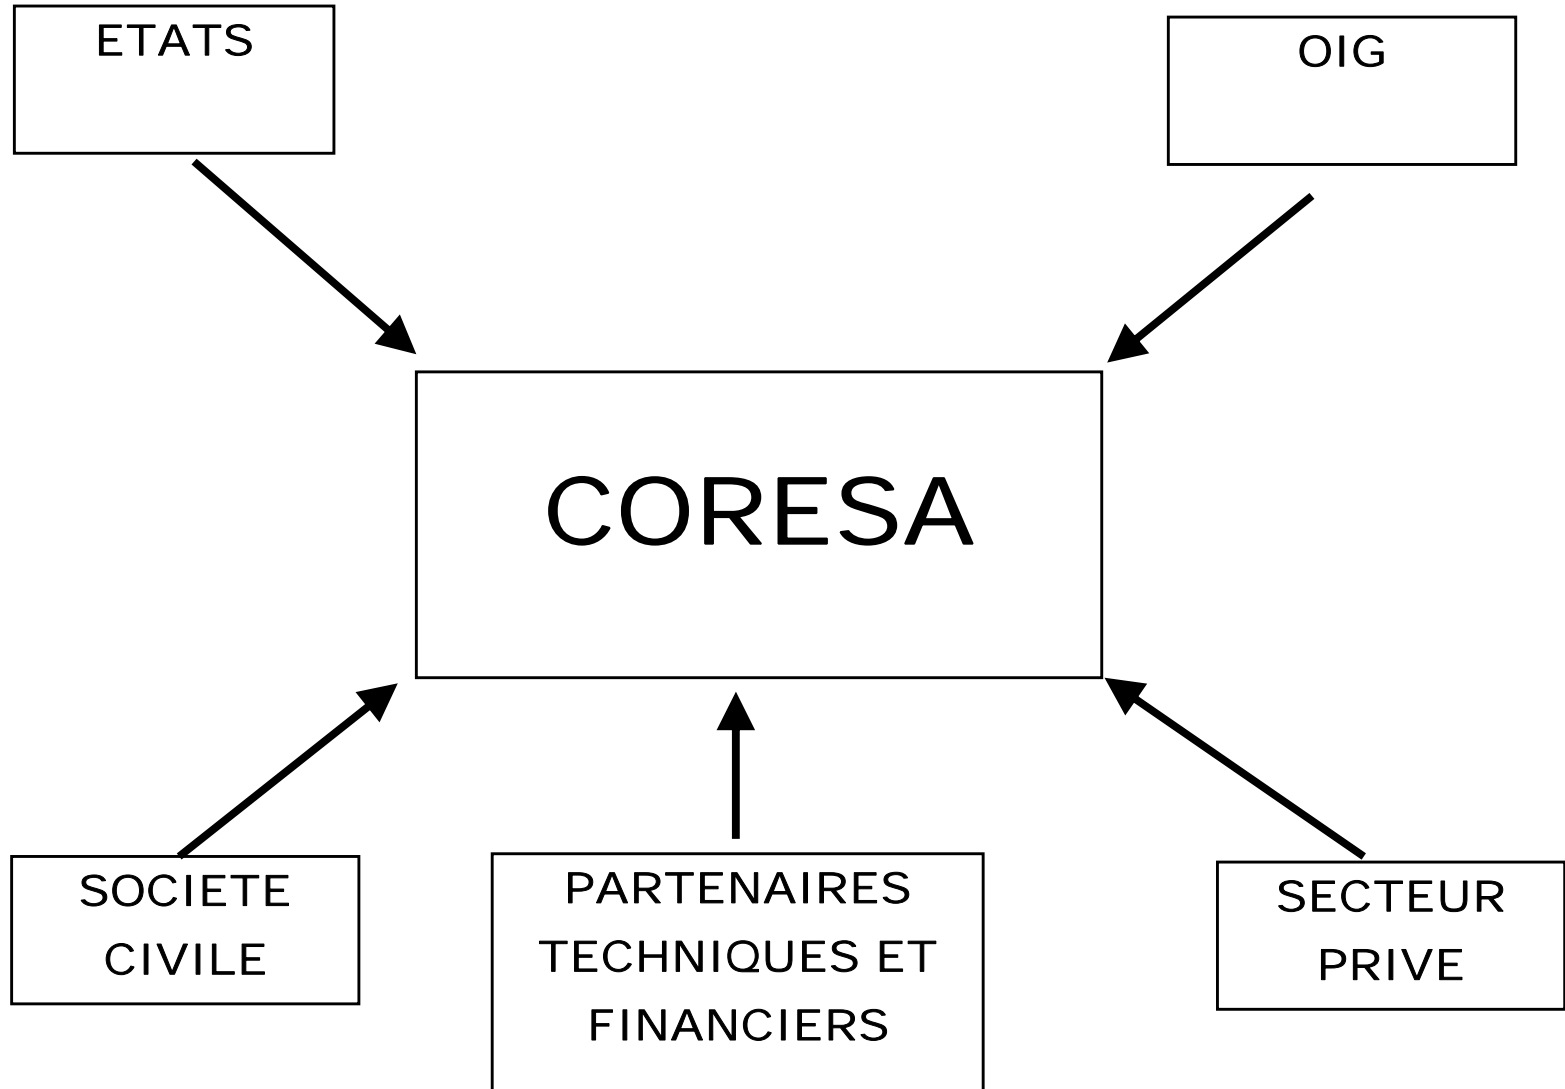 ETATS
OIG
CORESA
SOCIETE
CIVILE
PARTENAIRES
TECHNIQUES ET
FINANCIERS
SECTEUR
PRIVE